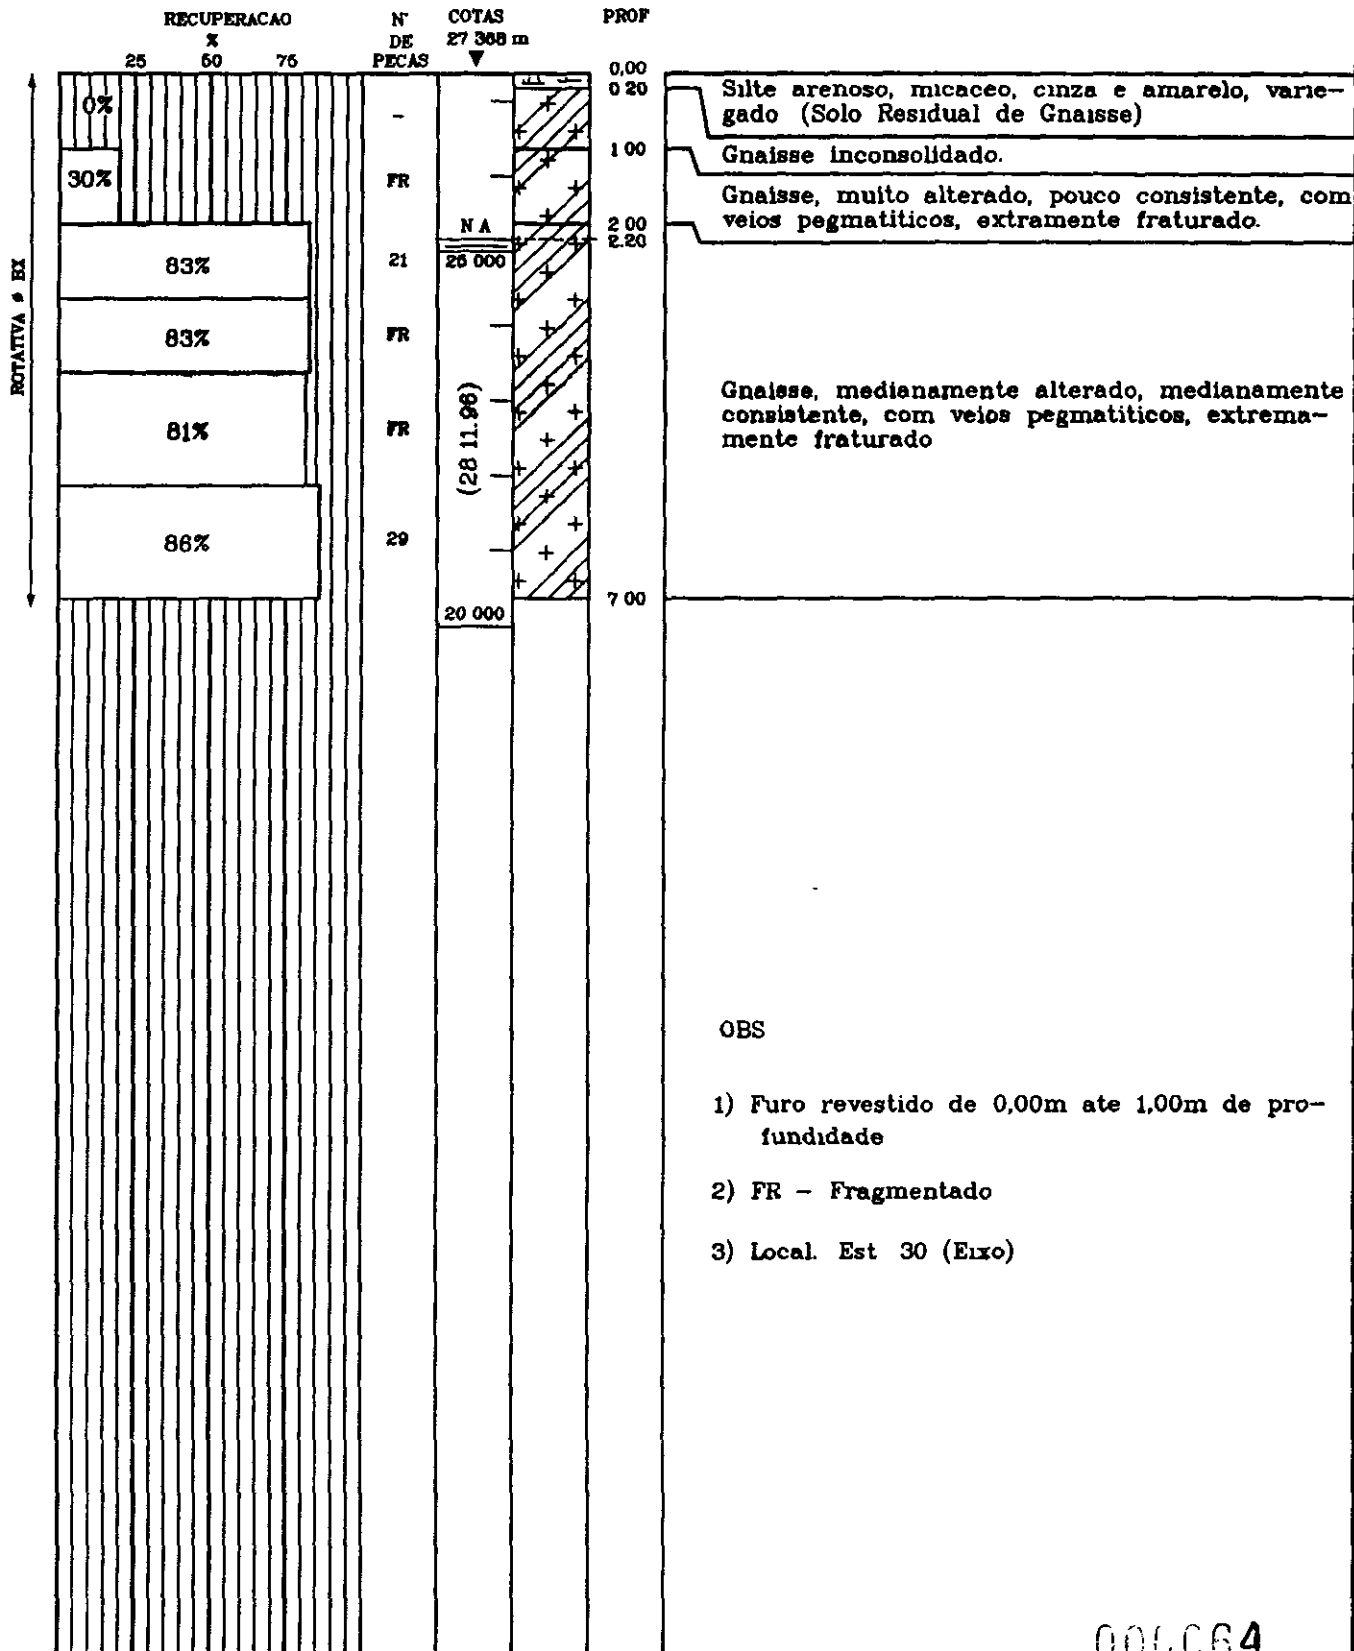 RECUPERACAO
%
25 50 75
N°
DE
PECAS
COTAS
27 368 m
PROF
ROTATIVA ø BX
0%
-
30%
FR
83%
21
83%
FR
81%
FR
86%
29
N A
25 000
(28 11.96)
20 000
0,00
0 20
1 00
2 00
2.20
7 00
Silte arenoso, micaceo, cinza e amarelo, varie-
gado (Solo Residual de Gnaisse)
Gnaisse inconsolidado.
Gnaisse, muito alterado, pouco consistente, com
veios pegmatiticos, extramente fraturado.
Gnaisse, medianamente alterado, medianamente
consistente, com veios pegmatiticos, extrema-
mente fraturado
OBS
1) Furo revestido de 0,00m ate 1,00m de pro-
fundidade
2) FR - Fragmentado
3) Local. Est 30 (Eixo)